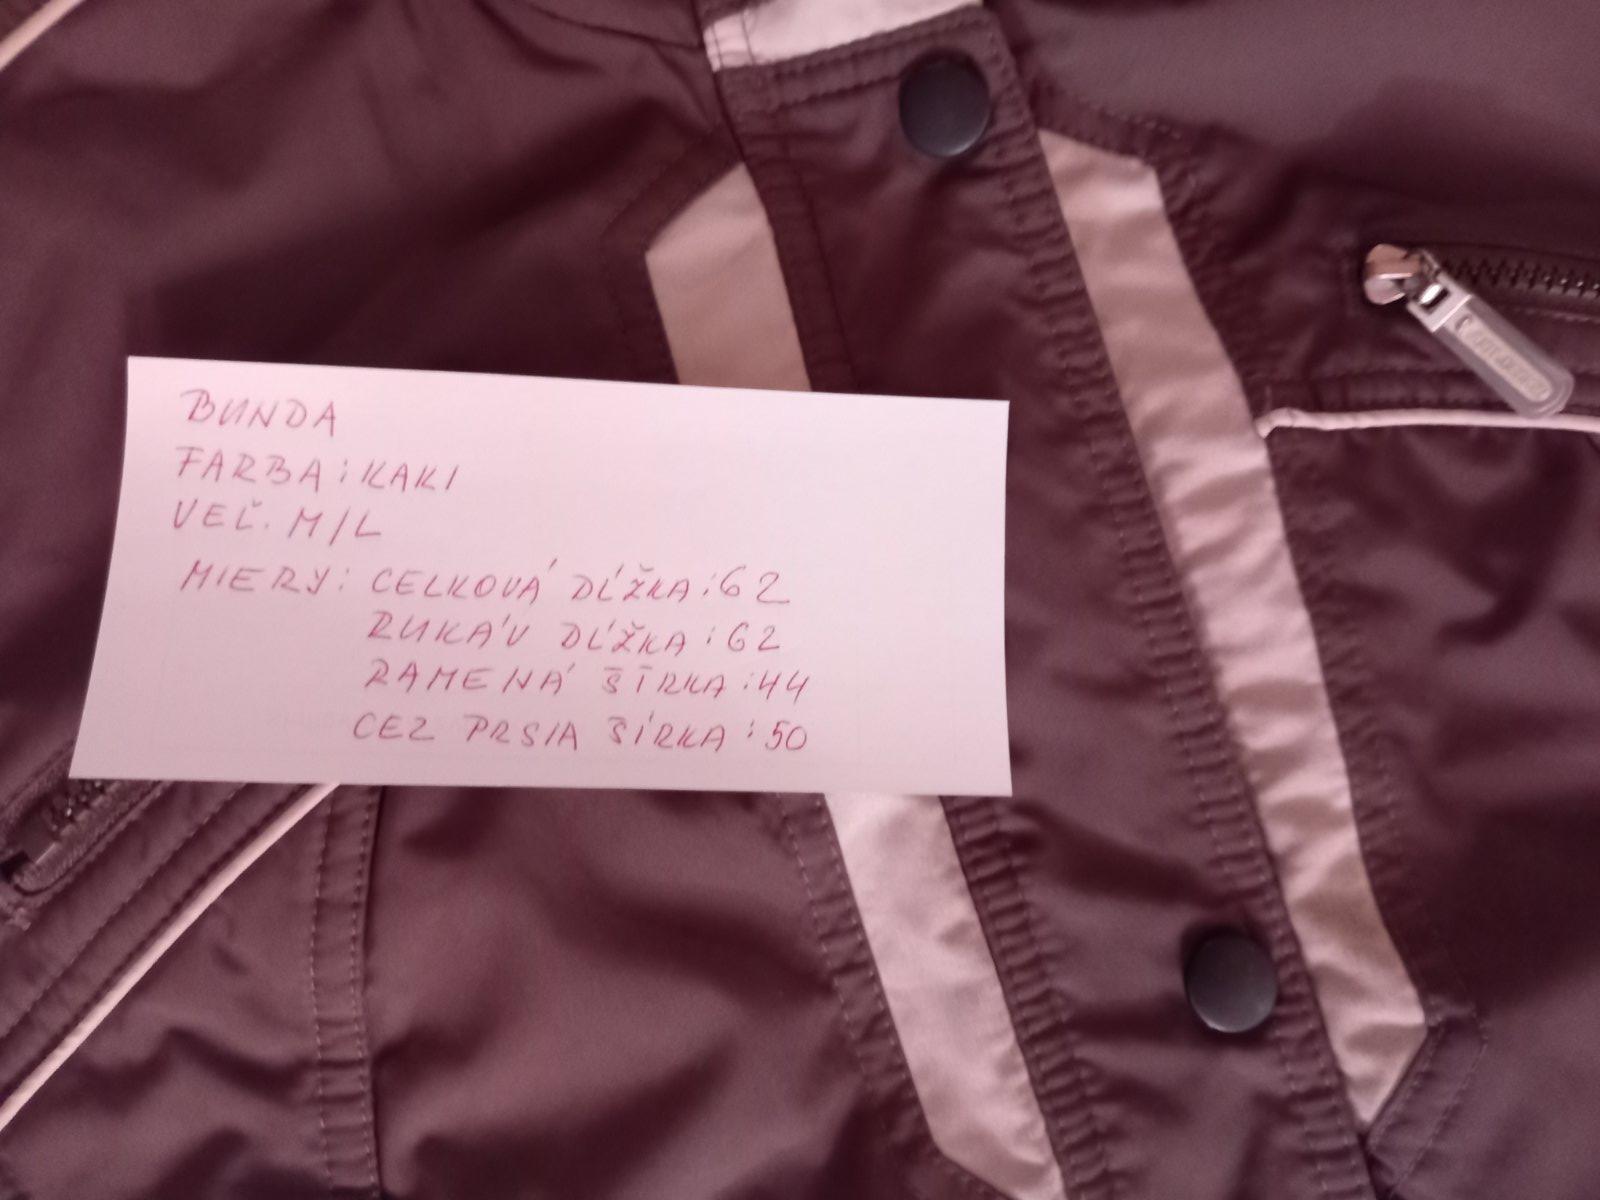 BUNDA
FARBA: KAKI
VEĽ. M/L
MIERY: CELKOVÁ DĹŽKA: 62
RUKÁV DĹŽKA: 62
RAMENÁ ŠÍRKA: 44
CEZ PRSIA ŠÍRKA: 50